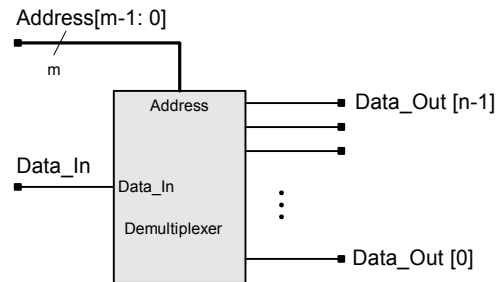 Address[m-1: 0]
m
Address
Data_Out [n-1]
Data_In
Data_In
Demultiplexer
Data_Out [0]